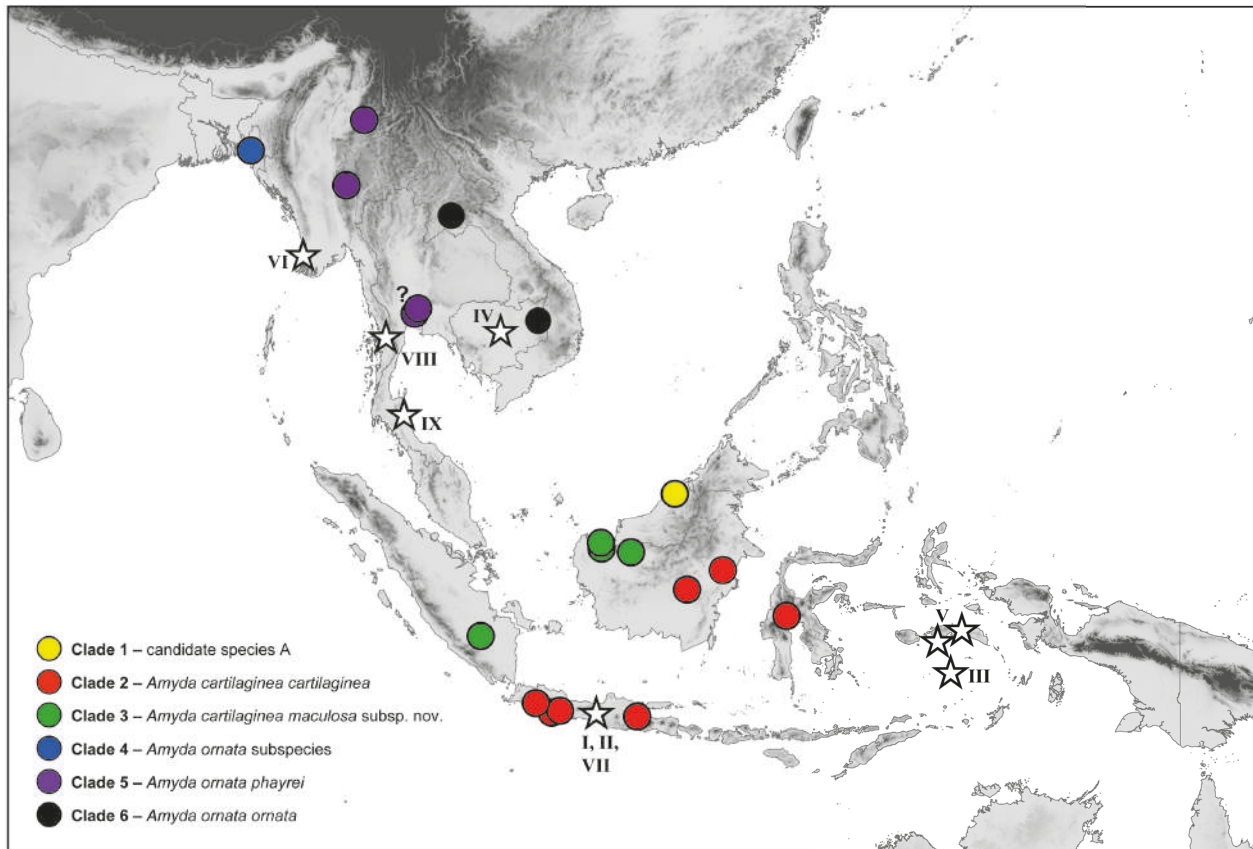 VI
?
VIII
IV
IX
V
III
I, II,
VII
Clade 1 – candidate species A
Clade 2 – Amyda cartilaginea cartilaginea
Clade 3 – Amyda cartilaginea maculosa subsp. nov.
Clade 4 – Amyda ornata subspecies
Clade 5 – Amyda ornata phayrei
Clade 6 – Amyda ornata ornata